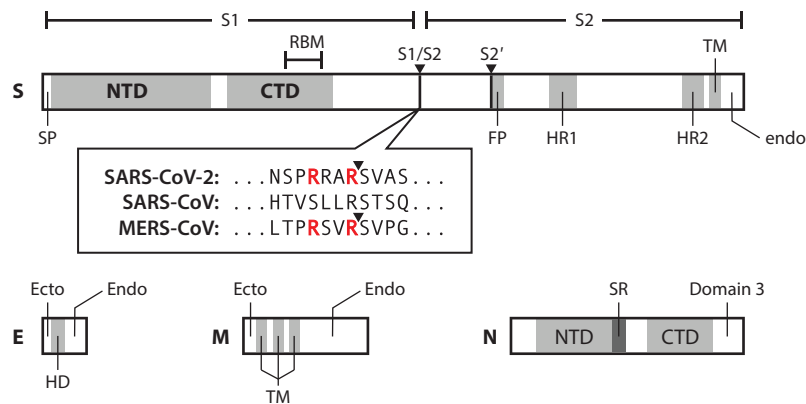 S1 S2
RBM S1/S2 S2′ TM
S NTD CTD
SP FP HR1 HR2 endo
SARS-CoV-2: ...NSPRRARSVAS...
SARS-CoV: ...HTVSLLRSTSQ...
MERS-CoV: ...LTPRSVRSVPG...
Ecto Endo Ecto Endo SR Domain 3
E M N NTD CTD
HD TM